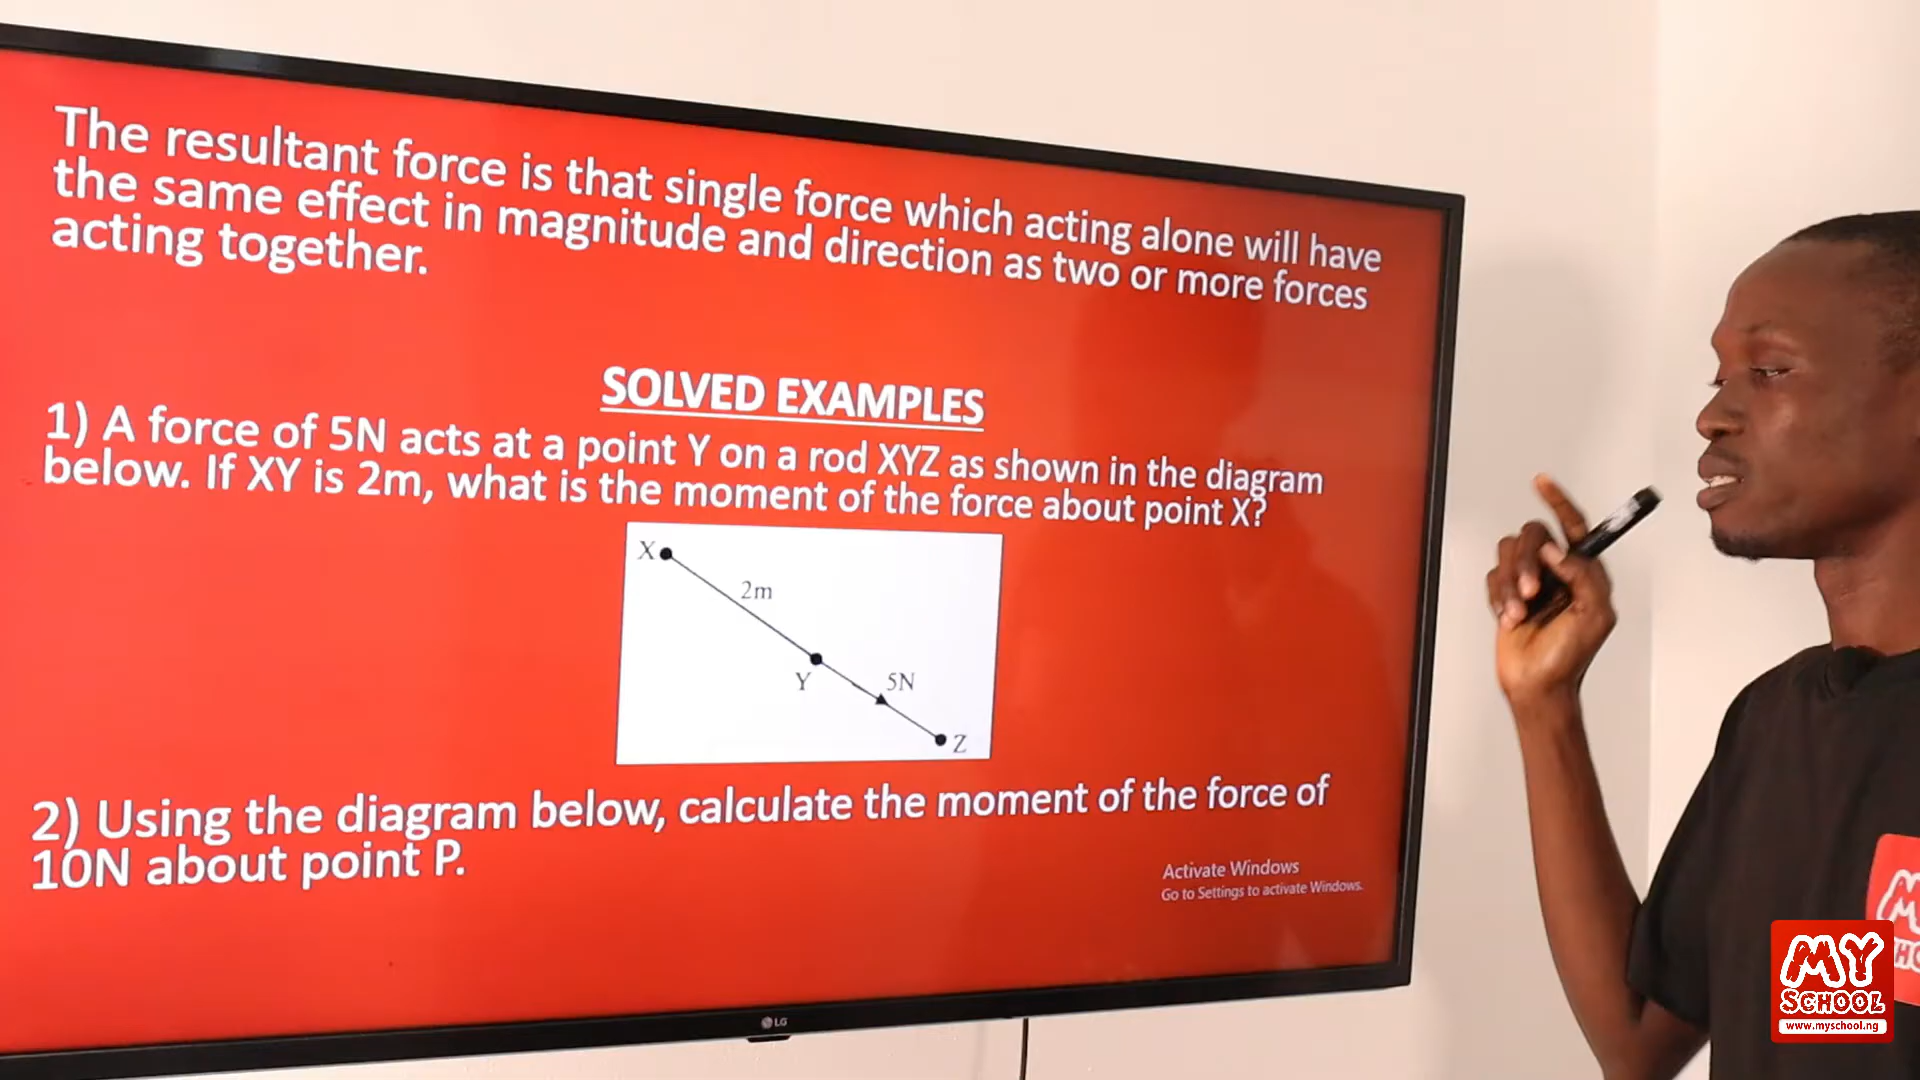 The resultant force is that single force which acting alone will have
the same effect in magnitude and direction as two or more forces
acting together.
SOLVED EXAMPLES
1) A force of 5N acts at a point Y on a rod XYZ as shown in the diagram
below. If XY is 2m, what is the moment of the force about point X?
X
2m
Y
5N
Z
2) Using the diagram below, calculate the moment of the force of
10N about point P.
Activate Windows
Go to Settings to activate Windows.
LG
MY
SCHOOL
www.myschool.ng